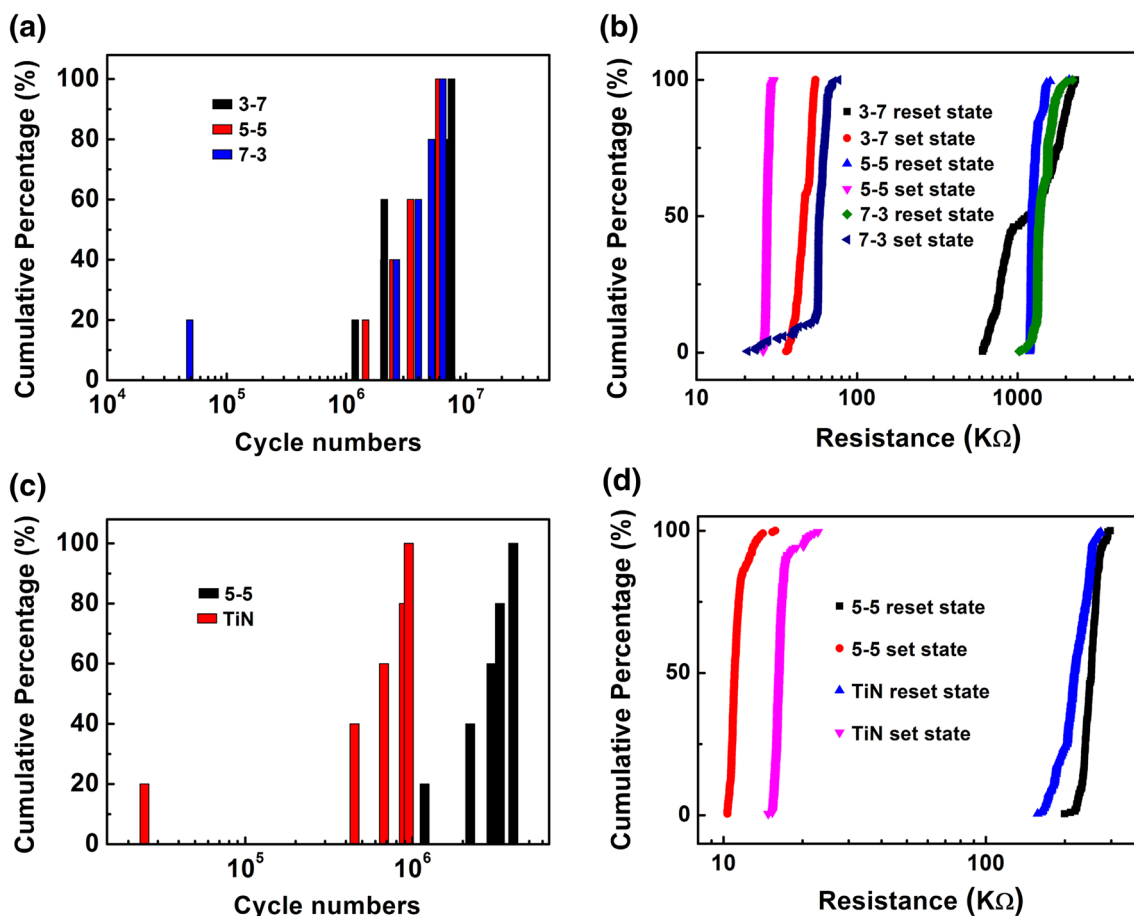 (a)
Cumulative Percentage (%)
100
80
60
40
20
0
3-7
5-5
7-3
10^4
10^5
10^6
10^7
Cycle numbers
(b)
Cumulative Percentage (%)
100
50
0
3-7 reset state
3-7 set state
5-5 reset state
5-5 set state
7-3 reset state
7-3 set state
10
100
1000
Resistance (KΩ)
(c)
Cumulative Percentage (%)
100
80
60
40
20
0
5-5
TiN
10^5
10^6
Cycle numbers
(d)
Cumulative Percentage (%)
100
50
0
5-5 reset state
5-5 set state
TiN reset state
TiN set state
10
100
Resistance (KΩ)